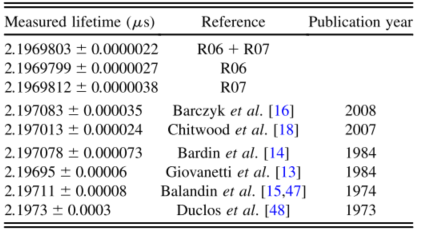 Measured lifetime (μs) Reference Publication year
2.1969803 ± 0.0000022 R06 + R07
2.1969799 ± 0.0000027 R06
2.1969812 ± 0.0000038 R07
2.197083 ± 0.000035 Barczyk et al. [16] 2008
2.197013 ± 0.000024 Chitwood et al. [18] 2007
2.197078 ± 0.000073 Bardin et al. [14] 1984
2.19695 ± 0.00006 Giovanetti et al. [13] 1984
2.19711 ± 0.00008 Balandin et al. [15,47] 1974
2.1973 ± 0.0003 Duclos et al. [48] 1973